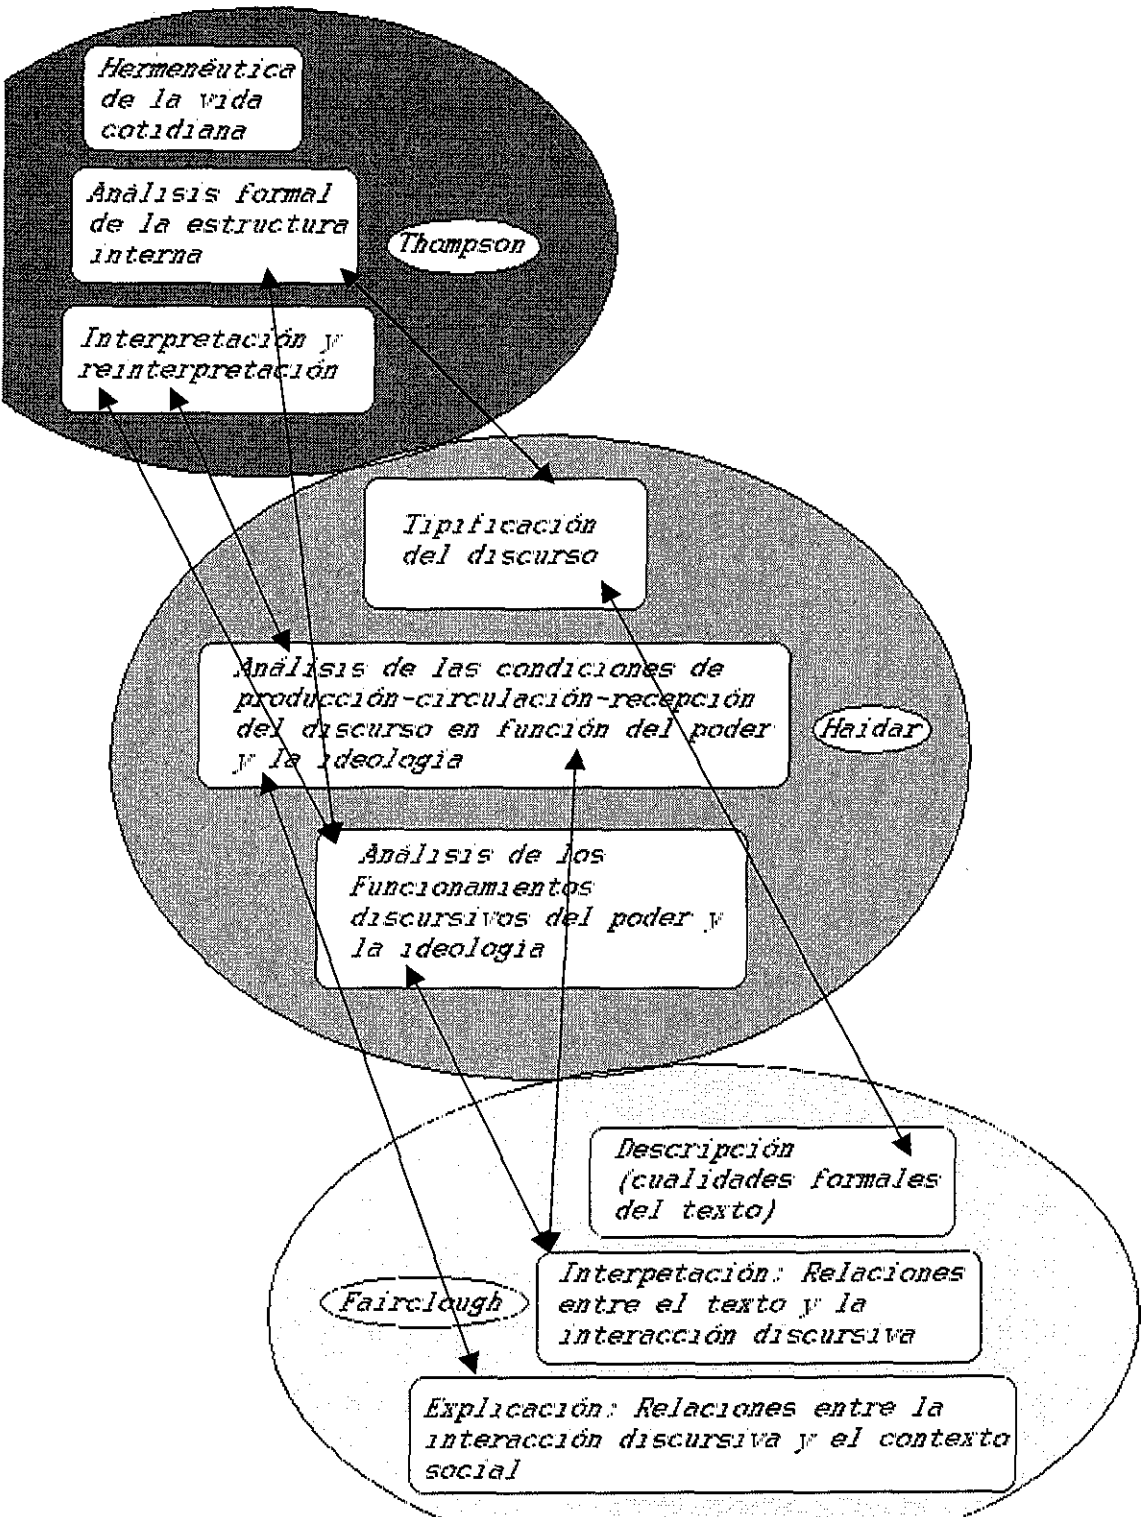 Hermenéutica
de la vida
cotidiana
Análisis formal
de la estructura
interna
Thompson
Interpretación y
reinterpretación
Tipificación
del discurso
Análisis de las condiciones de
producción-circulación-recepción
del discurso en función del poder
y la ideología
Haidar
Análisis de los
Funcionamientos
discursivos del poder y
la ideología
Descripción
(cualidades formales
del texto)
Interpetación: Relaciones
entre el texto y la
interacción discursiva
Fairclough
Explicación: Relaciones entre la
interacción discursiva y el contexto
social